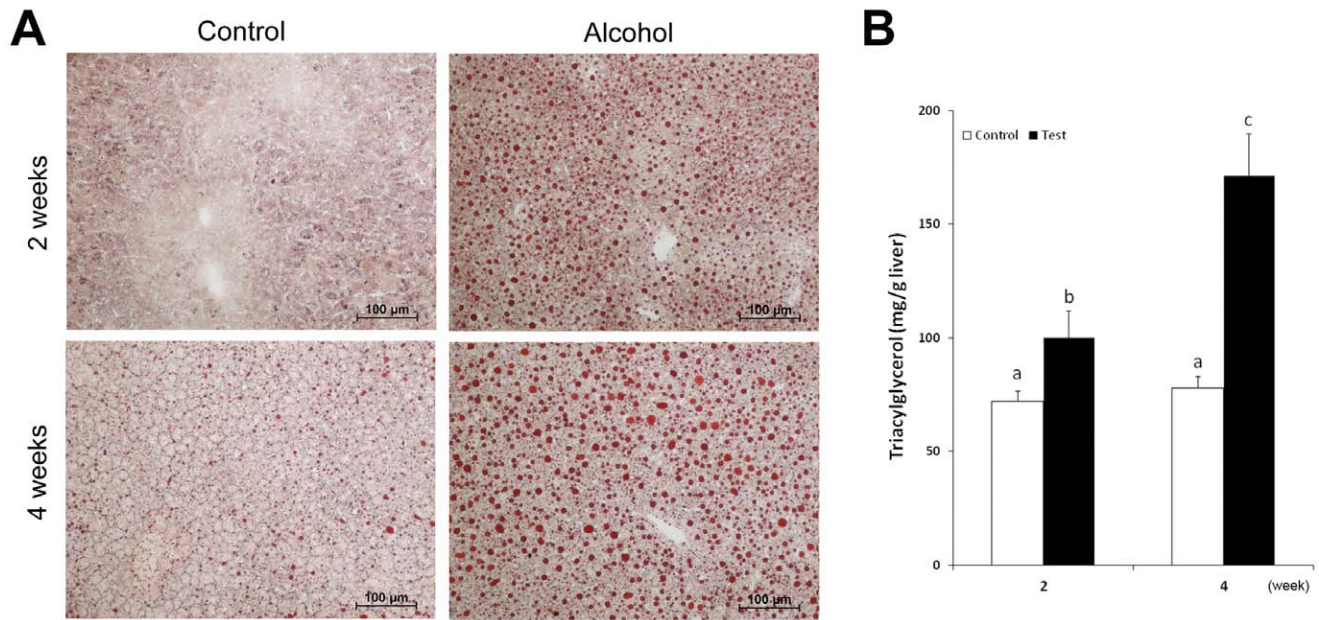 A
Control
Alcohol
2 weeks
100 µm
100 µm
4 weeks
100 µm
100 µm
B
Triacylglycerol (mg/g liver)
200
150
100
50
0
Control Test
a
b
a
c
2
4
(week)